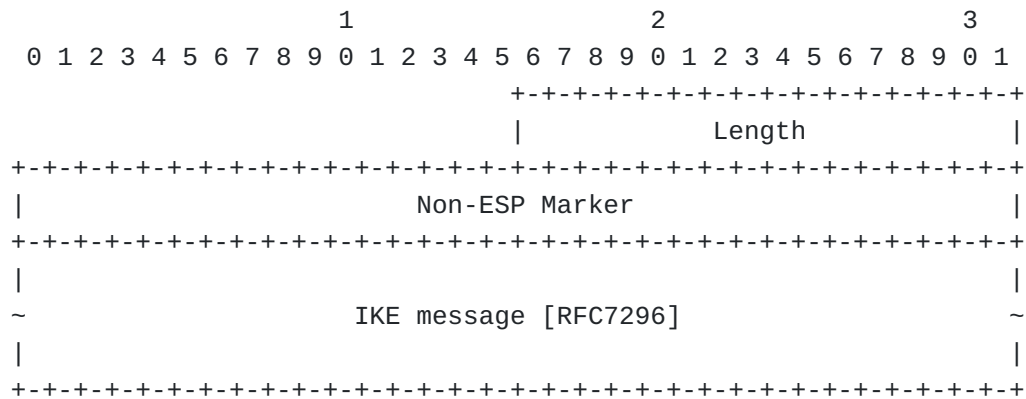 1                   2                   3
 0 1 2 3 4 5 6 7 8 9 0 1 2 3 4 5 6 7 8 9 0 1 2 3 4 5 6 7 8 9 0 1
                                +-+-+-+-+-+-+-+-+-+-+-+-+-+-+-+-+
                                |            Length             |
+-+-+-+-+-+-+-+-+-+-+-+-+-+-+-+-+-+-+-+-+-+-+-+-+-+-+-+-+-+-+-+-+
|                         Non-ESP Marker                        |
+-+-+-+-+-+-+-+-+-+-+-+-+-+-+-+-+-+-+-+-+-+-+-+-+-+-+-+-+-+-+-+-+
|                                                               |
~                     IKE message [RFC7296]                     ~
|                                                               |
+-+-+-+-+-+-+-+-+-+-+-+-+-+-+-+-+-+-+-+-+-+-+-+-+-+-+-+-+-+-+-+-+